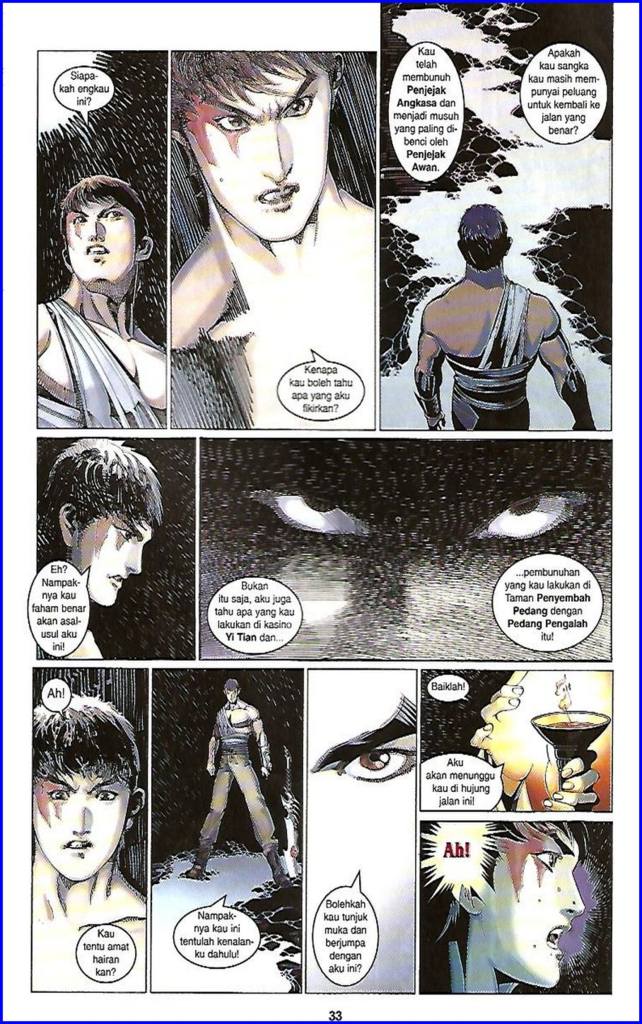 Siapa-
kah engkau
ini?
Kenapa
kau boleh tahu
apa yang aku
fikirkan?
Kau
telah
membunuh
Penjejak
Angkasa dan
menjadi musuh
yang paling di-
benci oleh
Penjejak
Awan.
Apakah
kau sangka
kau masih mem-
punyai peluang
untuk kembali ke
jalan yang
benar?
Eh?
Nampak-
nya kau
faham benar
akan asal-
usul aku
ini!
Bukan
itu saja, aku juga
tahu apa yang kau
lakukan di kasino
Yi Tian dan...
...pembunuhan
yang kau lakukan di
Taman Penyembah
Pedang dengan
Pedang Pengalah
itu!
Ah!
Kau
tentu amat
hairan
kan?
Nampak-
nya kau ini
tentulah kenalan-
ku dahulu!
Bolehkah
kau tunjuk
muka dan
berjumpa
dengan
aku ini?
Baiklah!
Aku
akan menunggu
kau di hujung
jalan ini!
Ah!
33